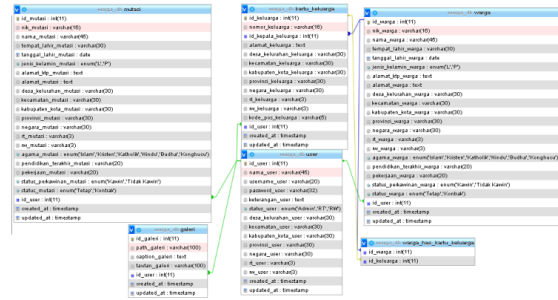 mutasi
id_mutasi : int(11)
nik_mutasi : varchar(16)
nama_mutasi : varchar(45)
tempat_lahir_mutasi : varchar(30)
tanggal_lahir_mutasi : date
jenis_kelamin_mutasi : enum('L','P')
alamat_ktp_mutasi : text
alamat_mutasi : text
desa_kelurahan_mutasi : varchar(30)
kecamatan_mutasi : varchar(30)
kabupaten_kota_mutasi : varchar(30)
provinsi_mutasi : varchar(30)
negara_mutasi : varchar(30)
rt_mutasi : varchar(3)
rw_mutasi : varchar(3)
pendidikan_terakhir_mutasi : varchar(20)
pekerjaan_mutasi : varchar(20)
status_perkawinan_mutasi : enum('Kawin','Tidak Kawin')
status_mutasi : enum('Tetap','Kontrak')
id_user : int(11)
created_at : timestamp
updated_at : timestamp
kartu_keluarga
id_keluarga : int(11)
nomor_keluarga : varchar(16)
id_kepala_keluarga : int(11)
alamat_keluarga : text
desa_kelurahan_keluarga : varchar(30)
kecamatan_keluarga : varchar(30)
kabupaten_kota_keluarga : varchar(30)
provinsi_keluarga : varchar(30)
negara_keluarga : varchar(30)
rt_keluarga : varchar(3)
rw_keluarga : varchar(3)
kode_pos_keluarga : varchar(5)
id_user : int(11)
created_at : timestamp
updated_at : timestamp
warga
id_warga : int(11)
nik_warga : varchar(16)
nama_warga : varchar(45)
tempat_lahir_warga : varchar(30)
tanggal_lahir_warga : date
jenis_kelamin_warga : enum('L','P')
alamat_ktp_warga : text
alamat_warga : text
desa_kelurahan_warga : varchar(30)
kecamatan_warga : varchar(30)
kabupaten_kota_warga : varchar(30)
provinsi_warga : varchar(30)
negara_warga : varchar(30)
rt_warga : varchar(3)
rw_warga : varchar(3)
pendidikan_terakhir_warga : varchar(20)
pekerjaan_warga : varchar(20)
status_perkawinan_warga : enum('Kawin','Tidak Kawin')
status_warga : enum('Tetap','Kontrak')
id_user : int(11)
created_at : timestamp
updated_at : timestamp
user
id_user : int(11)
nama_user : varchar(45)
username_user : varchar(20)
password_user : varchar(32)
keterangan_user : text
status_user : enum('Admin','RT','RW')
desa_kelurahan_user : varchar(30)
kecamatan_user : varchar(30)
kabupaten_kota_user : varchar(30)
provinsi_user : varchar(30)
negara_user : varchar(30)
rt_user : varchar(3)
rw_user : varchar(3)
created_at : timestamp
updated_at : timestamp
galeri
id_galeri : int(11)
path_galeri : varchar(100)
caption_galeri : text
tautan_galeri : varchar(100)
id_user : int(11)
created_at : timestamp
updated_at : timestamp
warga_has_kartu_keluarga
id_warga : int(11)
id_keluarga : int(11)